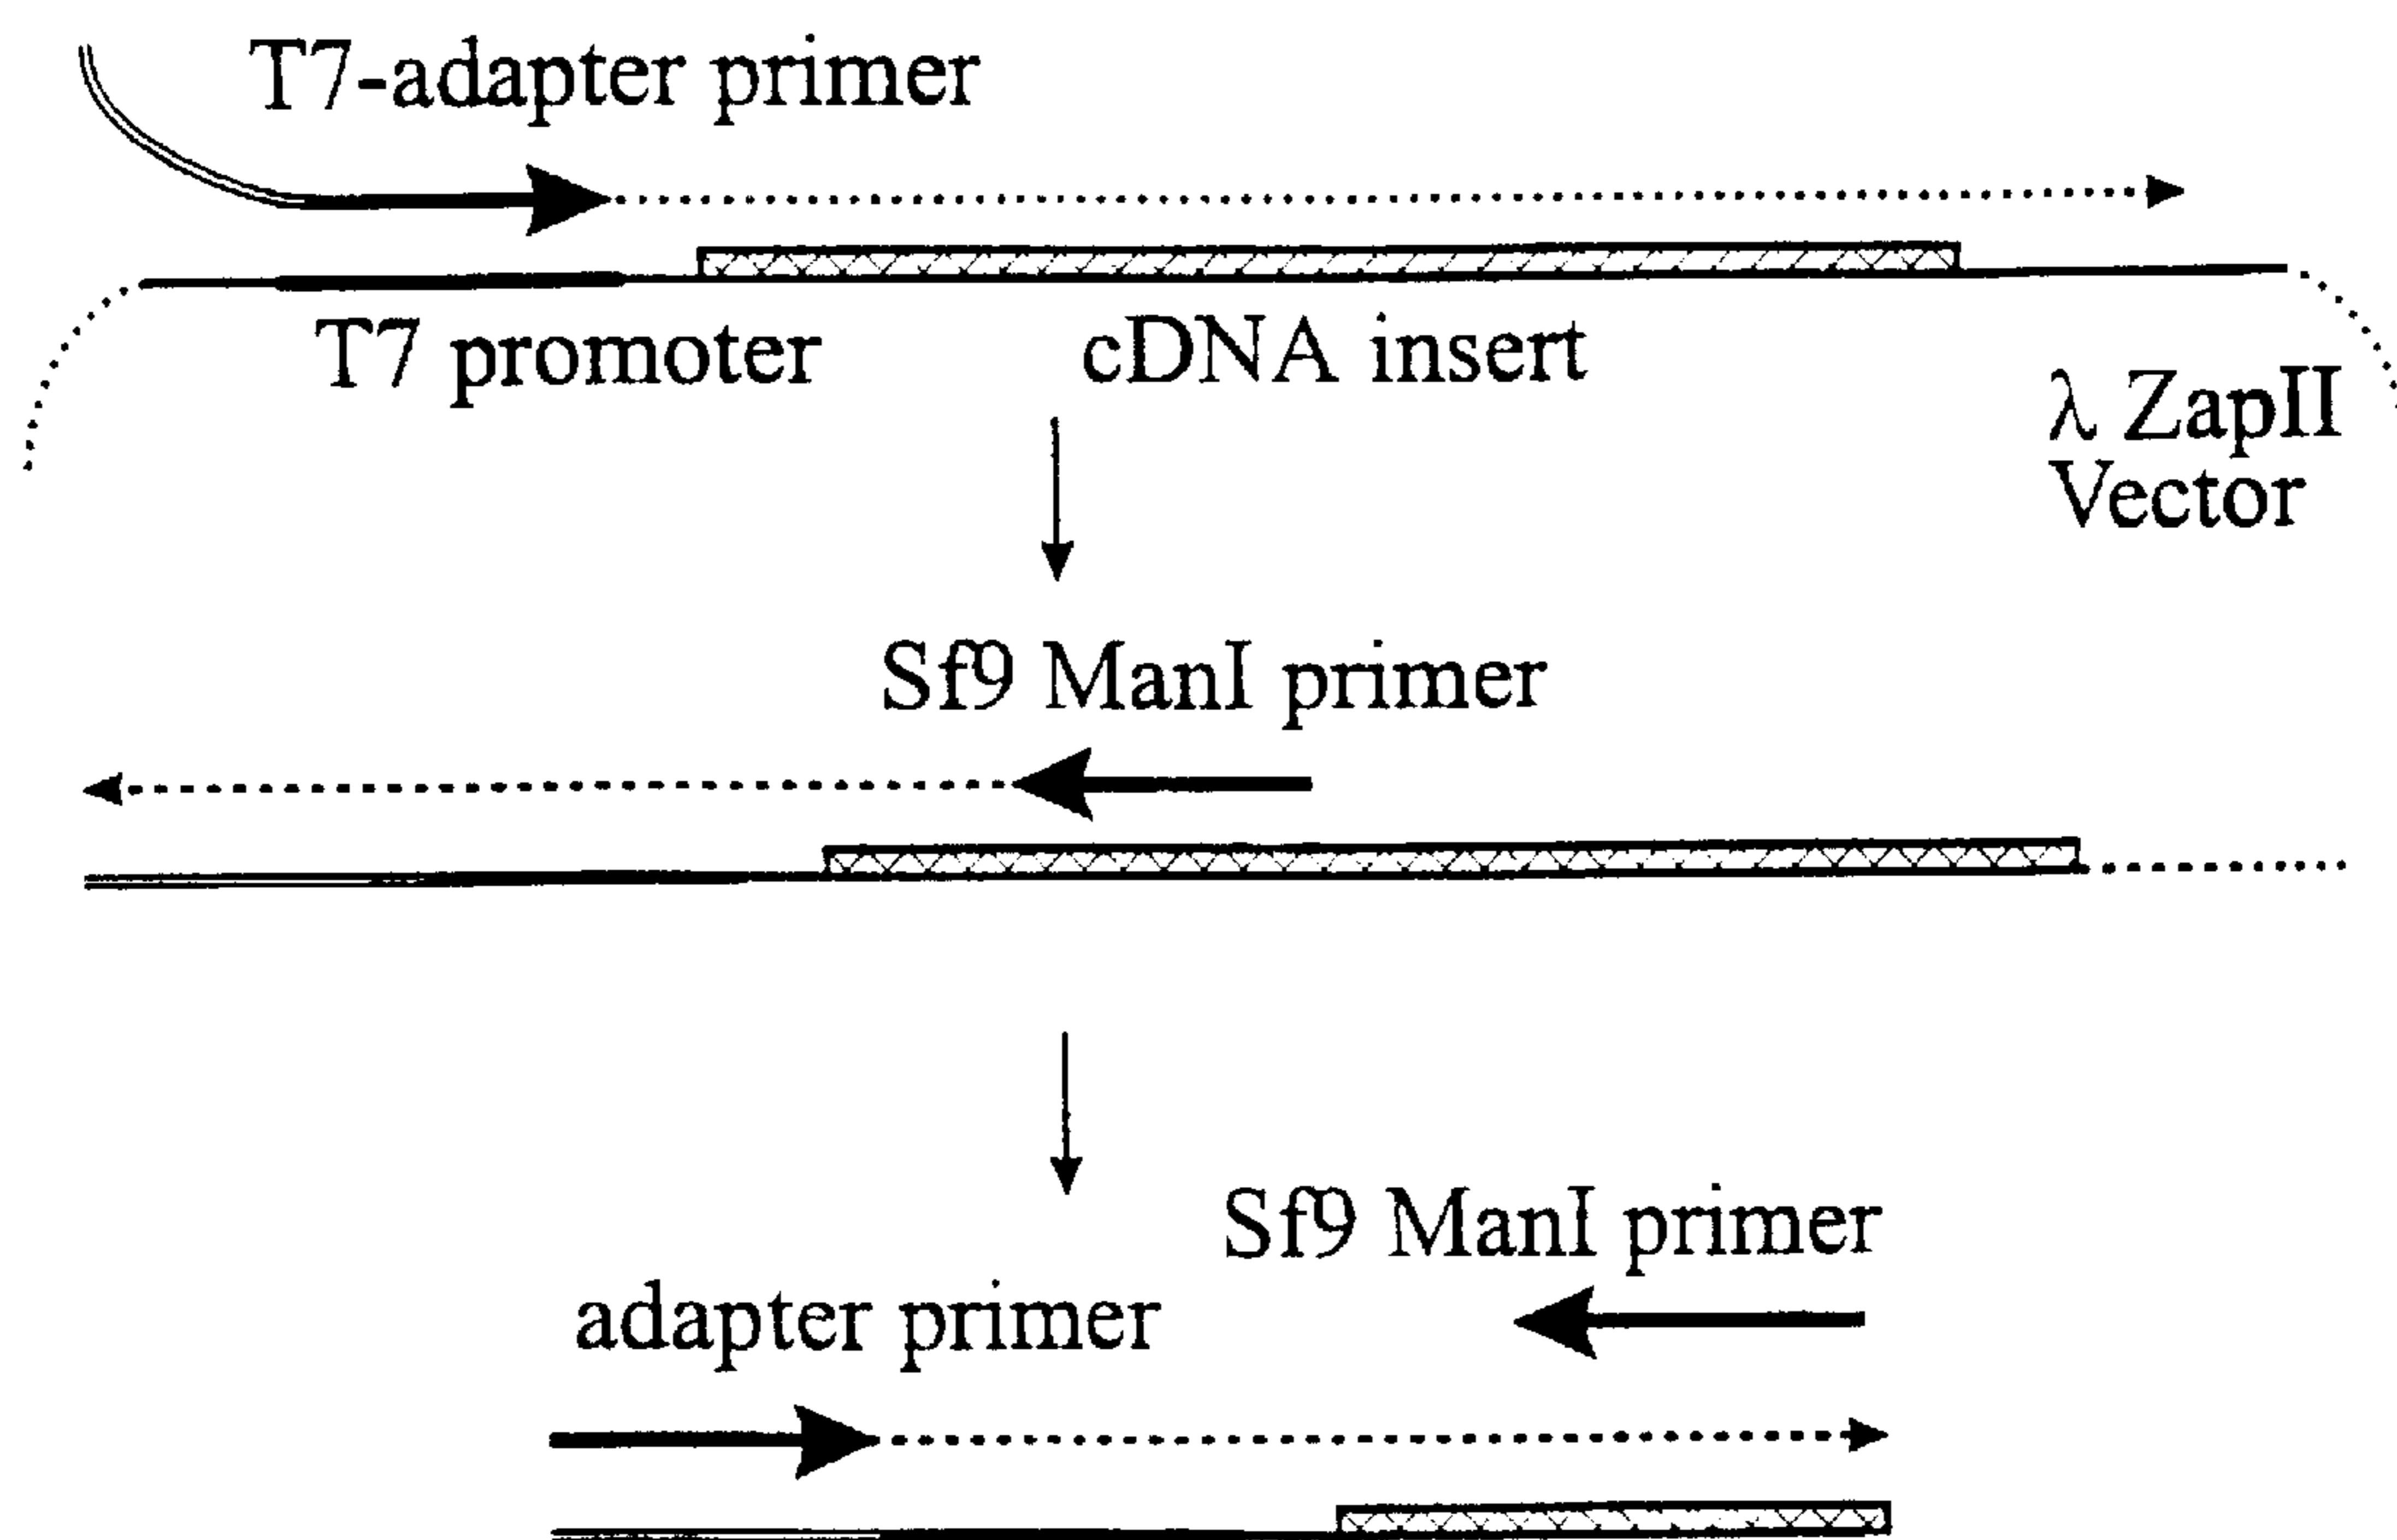 T7-adapter primer
T7 promoter
cDNA insert
λ ZapII
Vector
Sf9 ManI primer
Sf9 ManI primer
adapter primer